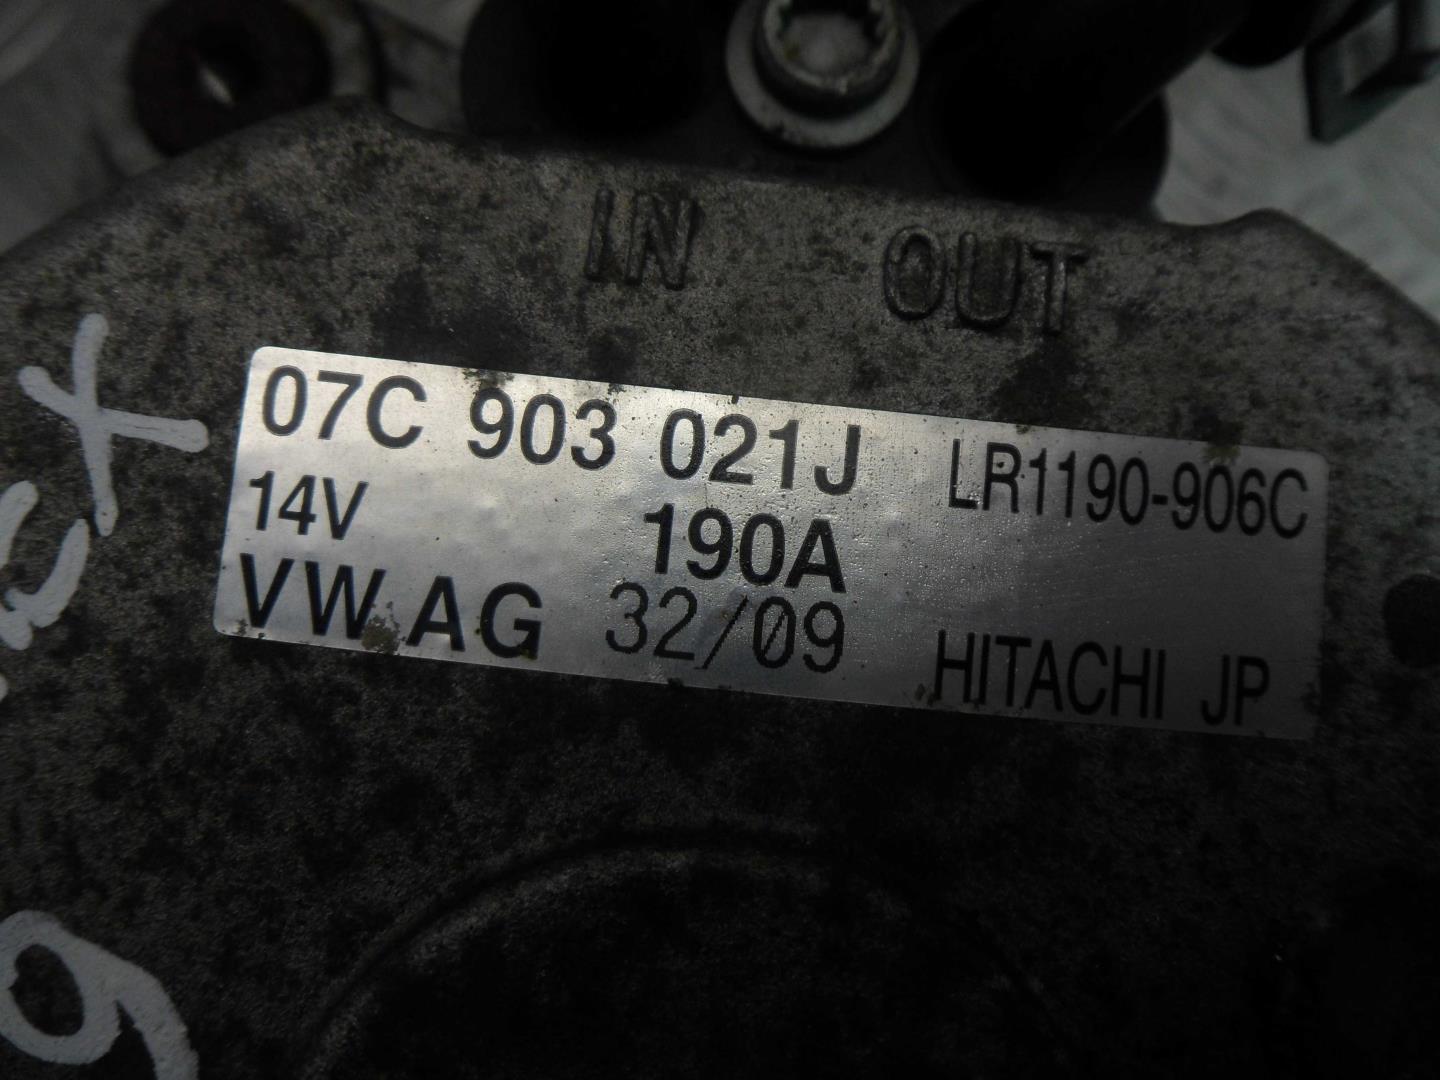 IN OUT
07C 903 021J LR1190-906C
14V 190A
VW AG 32/09 HITACHI JP